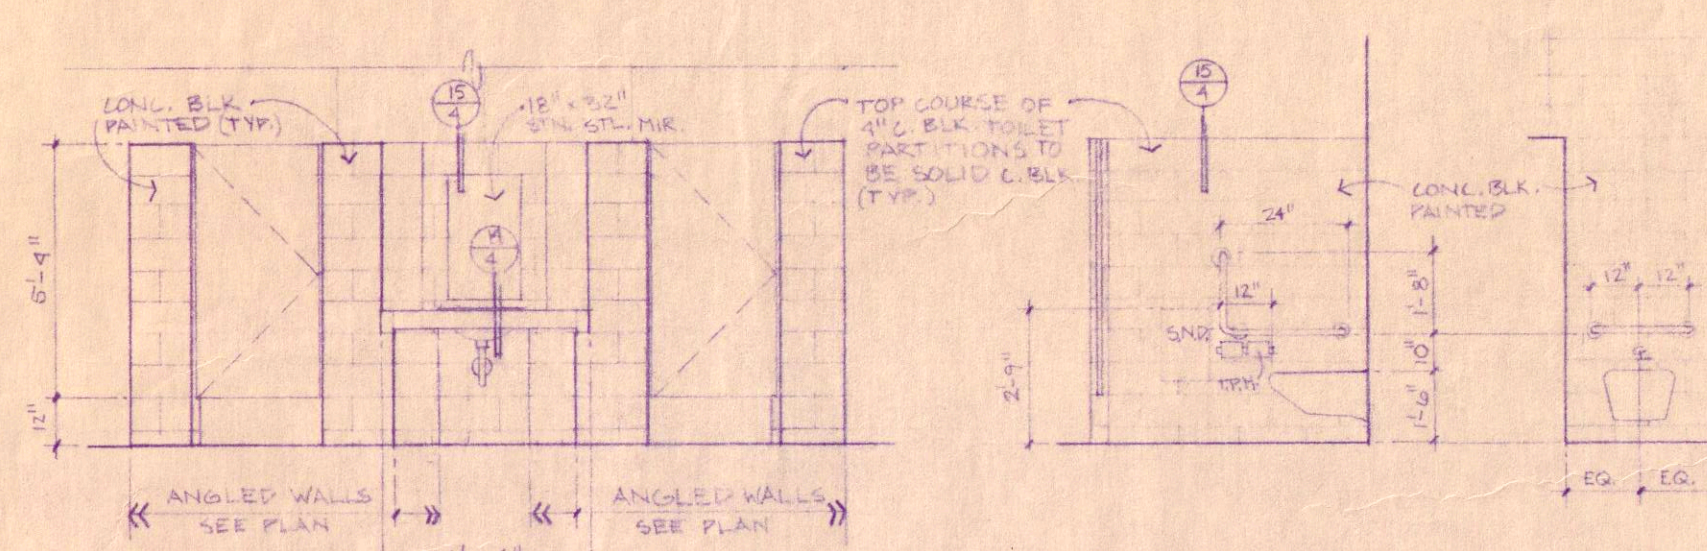 CONC. BLK
PAINTED (TYP.)
15
4
18" x 32"
STN. STL. MIR.
TOP COURSE OF
4" C. BLK. TOILET
PARTITIONS TO
BE SOLID C. BLK
(TYP.)
15
4
CONC. BLK.
PAINTED
24"
12"
12"
12"
5'-4"
12"
14
4
S.N.D.
T.P.H.
2'-9"
1'-8"
10"
1'-6"
ANGLED WALLS
SEE PLAN
ANGLED WALLS
SEE PLAN
EQ.
EQ.